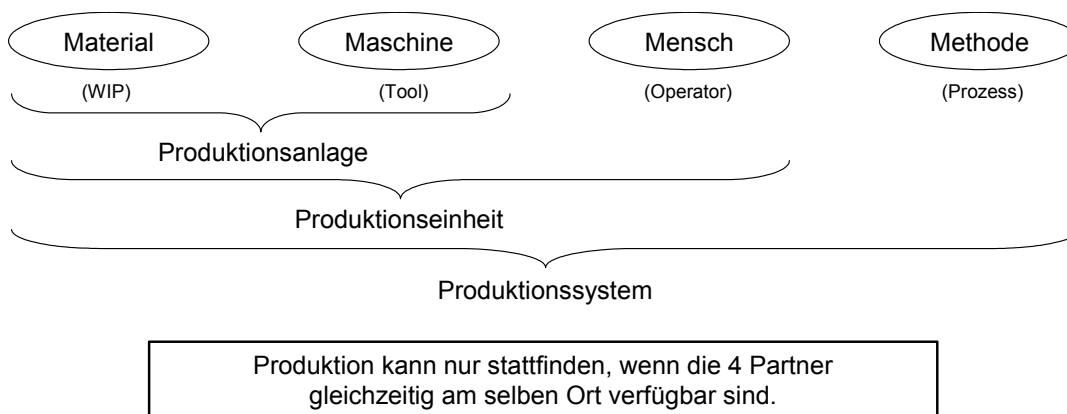 Material Maschine Mensch Methode
(WIP) (Tool) (Operator) (Prozess)
Produktionsanlage
Produktionseinheit
Produktionssystem
Produktion kann nur stattfinden, wenn die 4 Partner
gleichzeitig am selben Ort verfügbar sind.